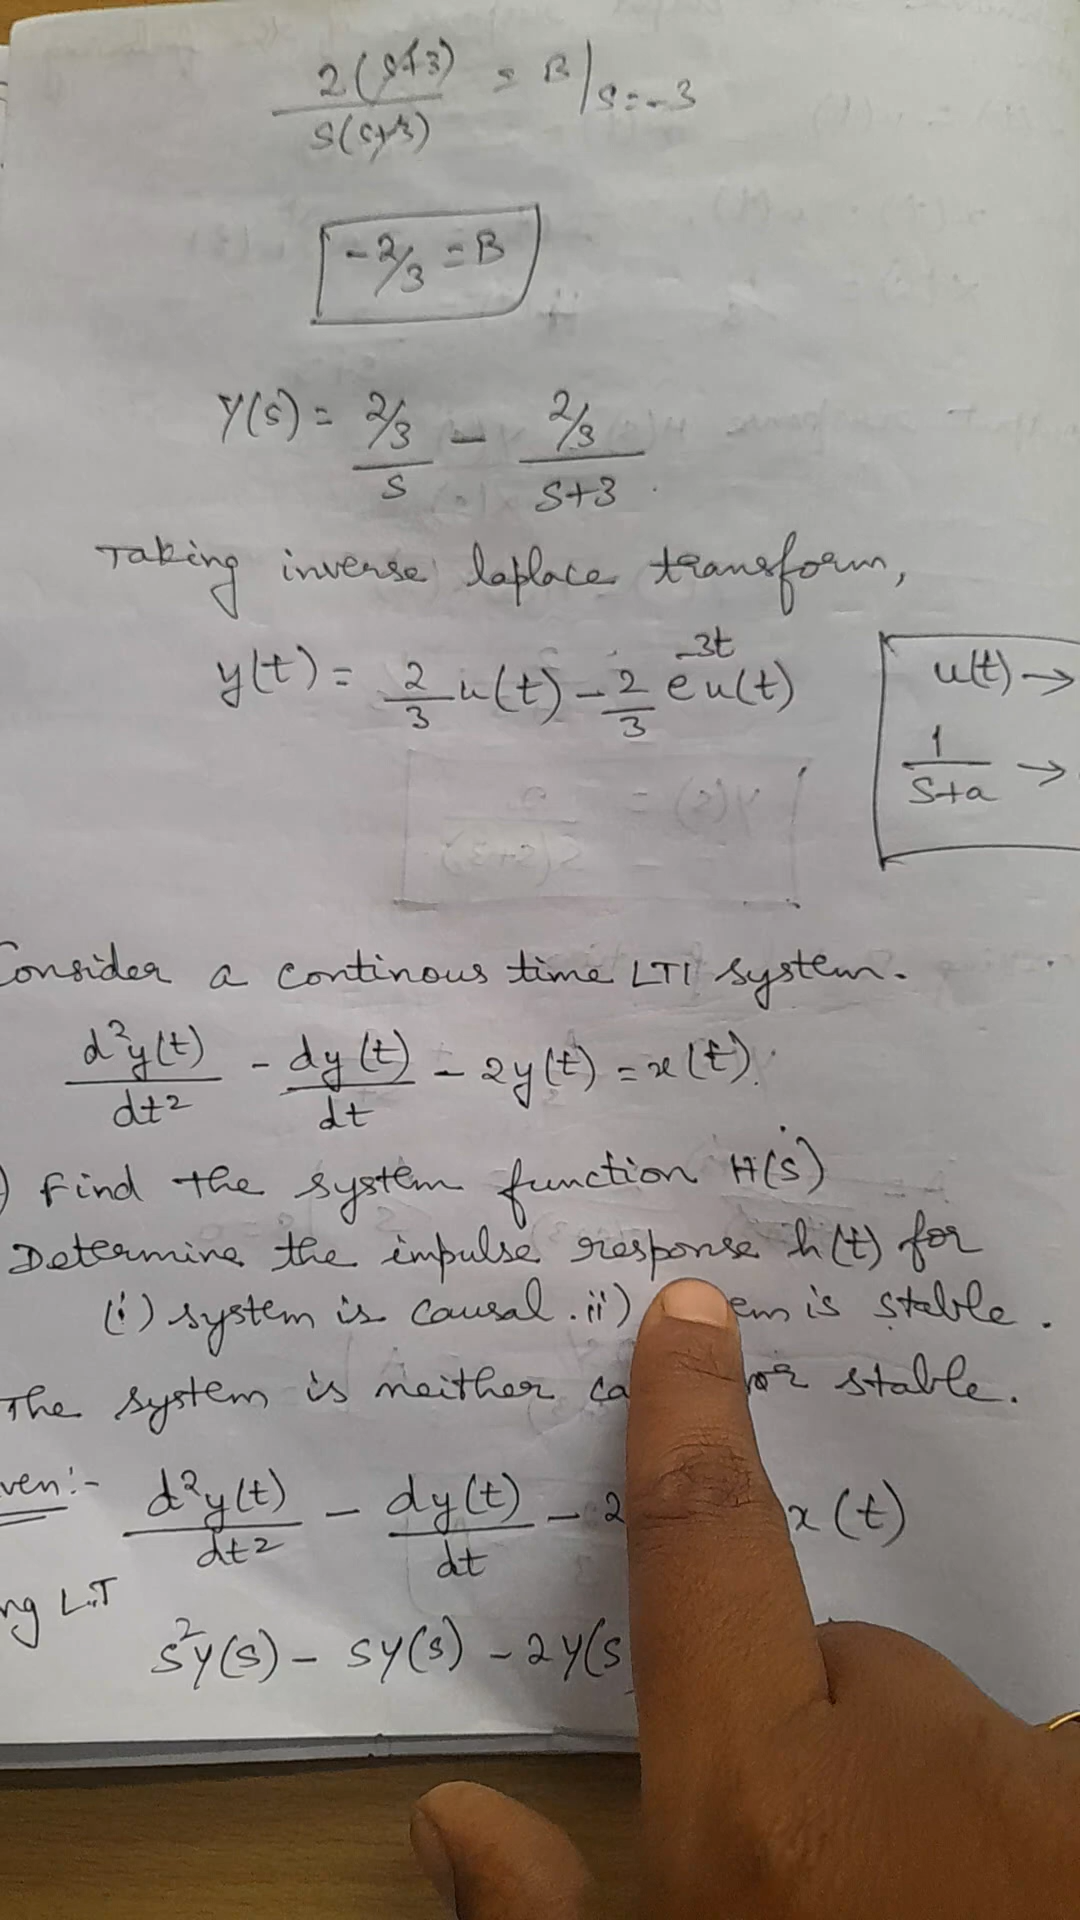 2(s+3) / s(s+3) = B / s=-3
-2/3 = B
Y(s) = 2/3 / s - 2/3 / s+3
Taking inverse laplace transform,
y(t) = 2/3 u(t) - 2/3 e^-3t u(t)
u(t) →
1 / s+a →
Consider a continous time LTI system.
d²y(t) / dt² - dy(t) / dt - 2y(t) = x(t).
) Find the system function H(s)
Determine the impulse response h(t) for
(i) system is causal. ii) em is stable.
The system is neither ca or stable.
ven:- d²y(t) / dt² - dy(t) / dt - 2 x(t)
ng L.T
s²Y(s) - sY(s) - 2Y(s